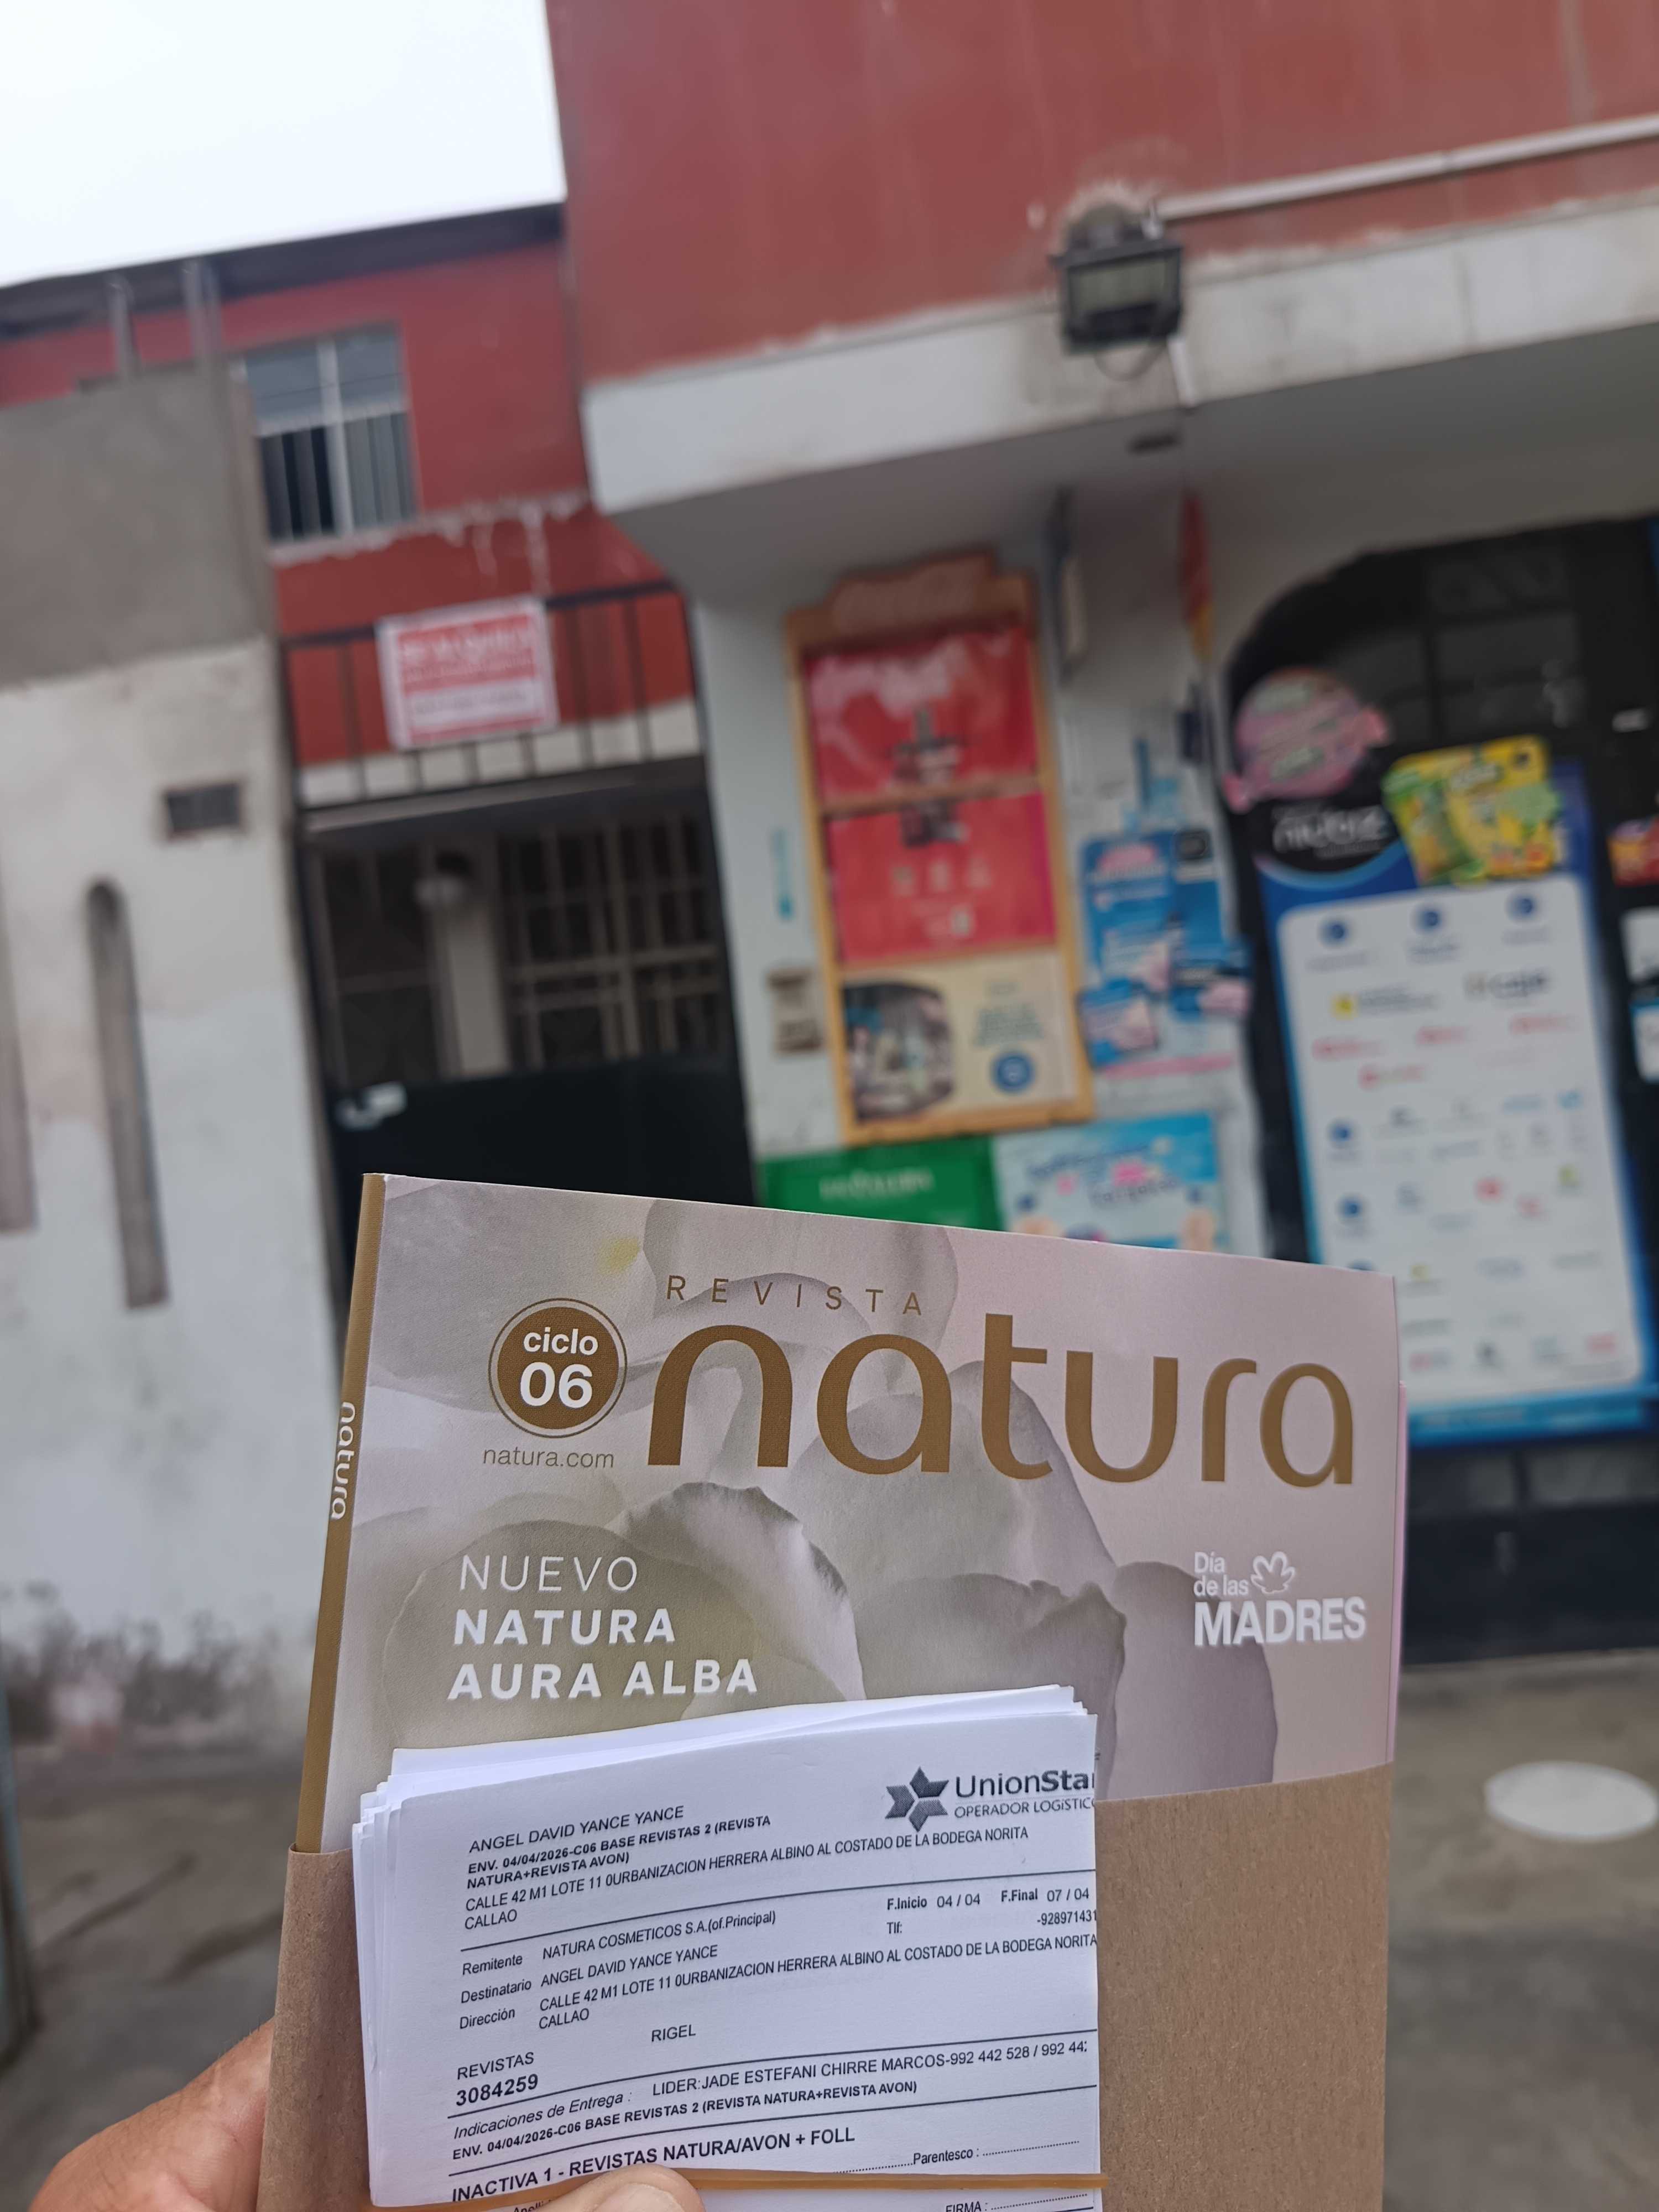 REVISTA
natura
ciclo
06
natura.com
natura
NUEVO
NATURA
AURA ALBA
Día
de las
MADRES
UnionSta
OPERADOR LOGíSTIC
ANGEL DAVID YANCE YANCE
ENV. 04/04/2026-C06 BASE REVISTAS 2 (REVISTA
NATURA+REVISTA AVON)
CALLE 42 M1 LOTE 11 0URBANIZACION HERRERA ALBINO AL COSTADO DE LA BODEGA NORITA
CALLAO
F.Inicio 04 / 04 F.Final 07 / 04
Remitente NATURA COSMETICOS S.A.(of.Principal) Tlf: -928971431
Destinatario ANGEL DAVID YANCE YANCE
Dirección CALLE 42 M1 LOTE 11 0URBANIZACION HERRERA ALBINO AL COSTADO DE LA BODEGA NORITA
CALLAO
RIGEL
REVISTAS
3084259
Indicaciones de Entrega : LIDER:JADE ESTEFANI CHIRRE MARCOS-992 442 528 / 992 44
ENV. 04/04/2026-C06 BASE REVISTAS 2 (REVISTA NATURA+REVISTA AVON)
INACTIVA 1 - REVISTAS NATURA/AVON + FOLL
Parentesco :
FIRMA :